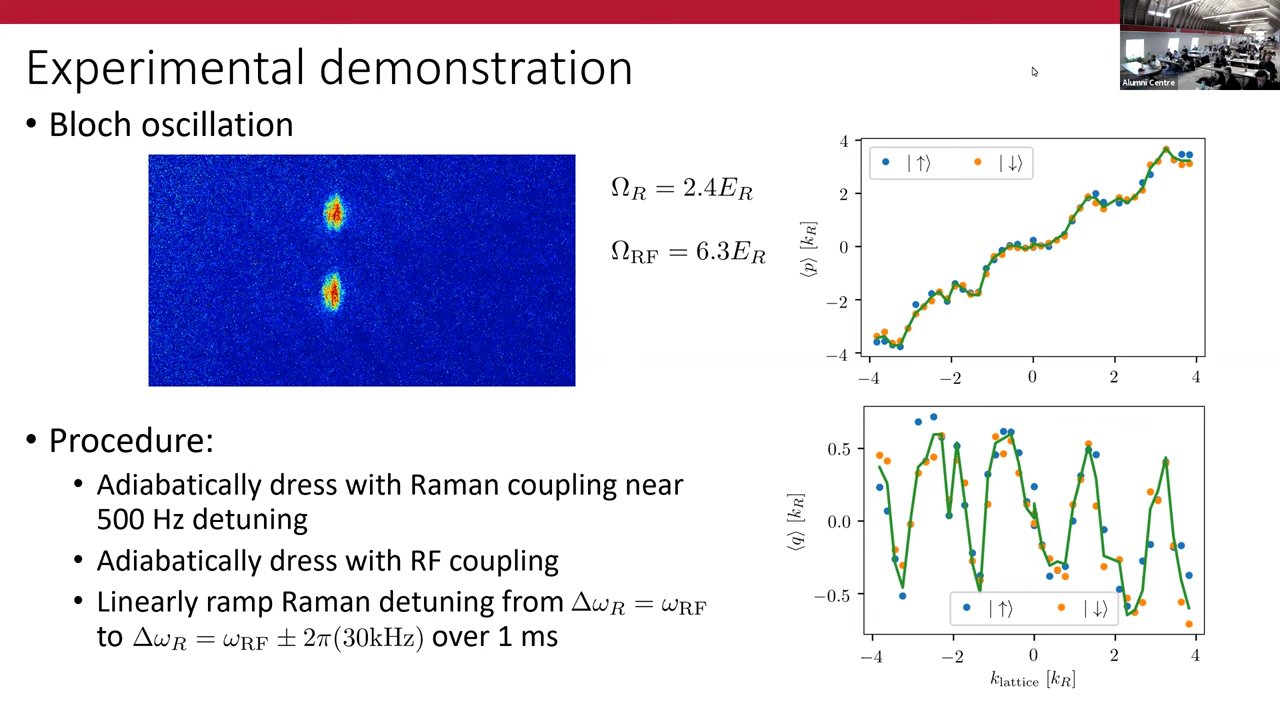 Experimental demonstration
Alumni Centre
• Bloch oscillation
Ω_R = 2.4E_R
Ω_RF = 6.3E_R
• Procedure:
• Adiabatically dress with Raman coupling near
500 Hz detuning
• Adiabatically dress with RF coupling
• Linearly ramp Raman detuning from Δω_R = ω_RF
to Δω_R = ω_RF ± 2π(30kHz) over 1 ms
|↑⟩ |↓⟩
⟨p⟩ [k_R]
4
2
0
−2
−4
−4 −2 0 2 4
⟨q⟩ [k_R]
0.5
0.0
−0.5
|↑⟩ |↓⟩
−4 −2 0 2 4
k_lattice [k_R]